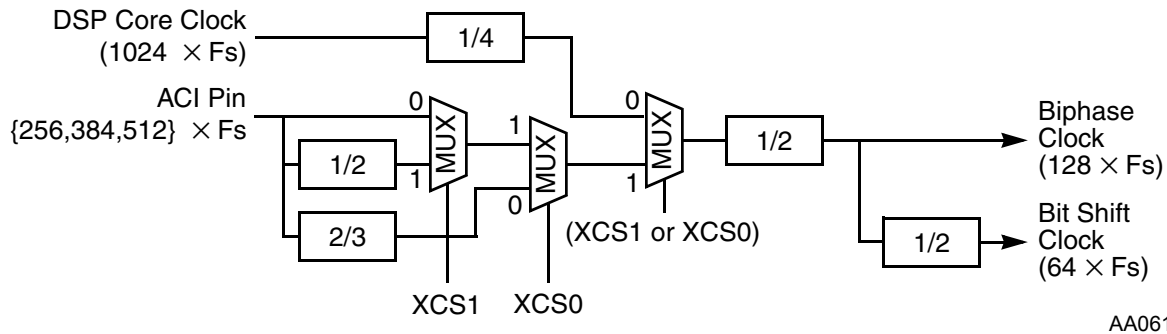 DSP Core Clock
(1024 × Fs)
1/4
ACI Pin
{256,384,512} × Fs
0
1
MUX
1/2
2/3
1
0
MUX
0
1
MUX
(XCS1 or XCS0)
XCS1
XCS0
1/2
Biphase
Clock
(128 × Fs)
1/2
Bit Shift
Clock
(64 × Fs)
AA061